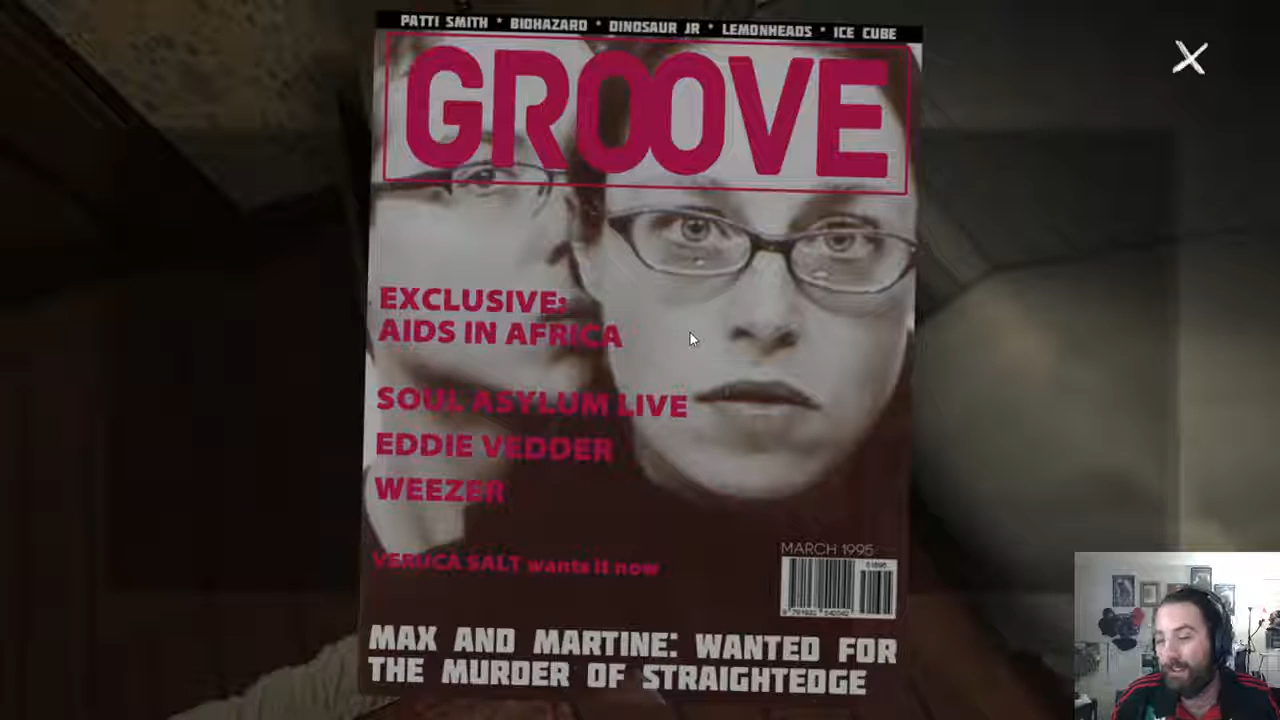 PATTI SMITH * BIOHAZARD * DINOSAUR JR * LEMONHEADS * ICE CUBE
GROOVE
EXCLUSIVE:
AIDS IN AFRICA
SOUL ASYLUM LIVE
EDDIE VEDDER
WEEZER
VERUCA SALT wants it now
MARCH 1995
MAX AND MARTINE: WANTED FOR
THE MURDER OF STRAIGHTEDGE